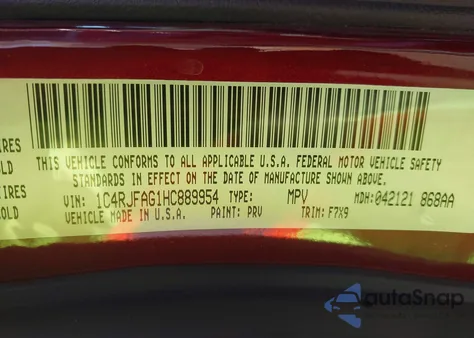 IRES
OLD
IRES
OLD
THIS VEHICLE CONFORMS TO ALL APPLICABLE U.S.A. FEDERAL MOTOR VEHICLE SAFETY
STANDARDS IN EFFECT ON THE DATE OF MANUFACTURE SHOWN ABOVE.
VIN: 1C4RJFAG1HC889954 TYPE: MPV MDH: 042121 868AA
VEHICLE MADE IN U.S.A. PAINT: PRV TRIM: F7X9
autaSnap